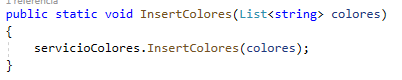 1 referencia
public static void InsertColores(List<string> colores)
{
servicioColores.InsertColores(colores);
}